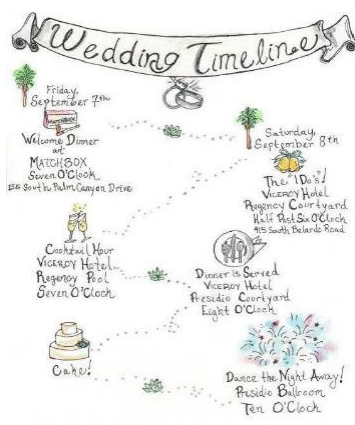 Wedding Timeline
Friday,
September 7th
MATCHBOX
Welcome Dinner
at
MATCHBOX
Seven O'Clock
155 South Palm Canyon Drive
Saturday,
September 8th
The "I Do's"!
VICEROY Hotel
Regency Courtyard
Half Past Six O'Clock
415 South Belardo Road
Cocktail Hour
VICEROY Hotel
Regency Pool
Seven O'Clock
Dinner is Served
VICEROY Hotel
Presidio Courtyard
Eight O'Clock
Cake!
Dance the Night Away!
Presidio Ballroom
Ten O'Clock